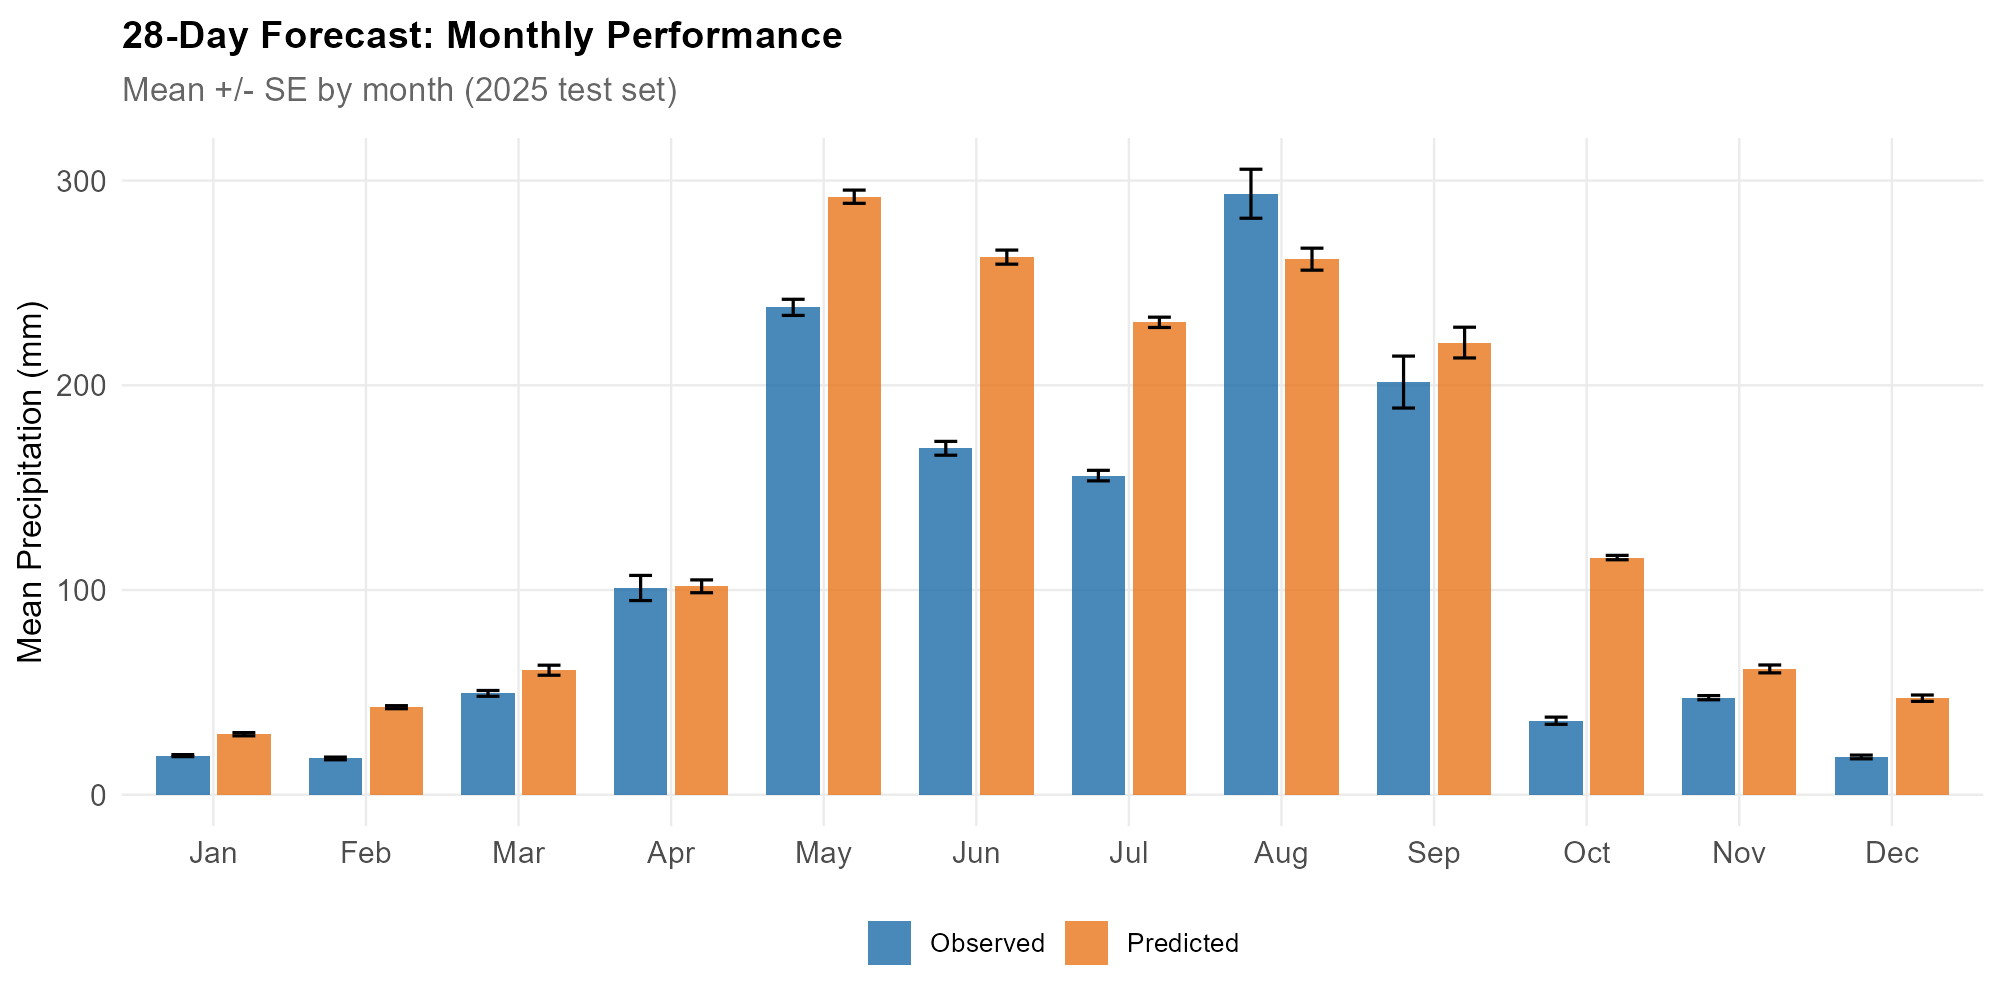 28-Day Forecast: Monthly Performance
Mean +/- SE by month (2025 test set)
Mean Precipitation (mm)
300
200
100
0
Jan Feb Mar Apr May Jun Jul Aug Sep Oct Nov Dec
Observed Predicted